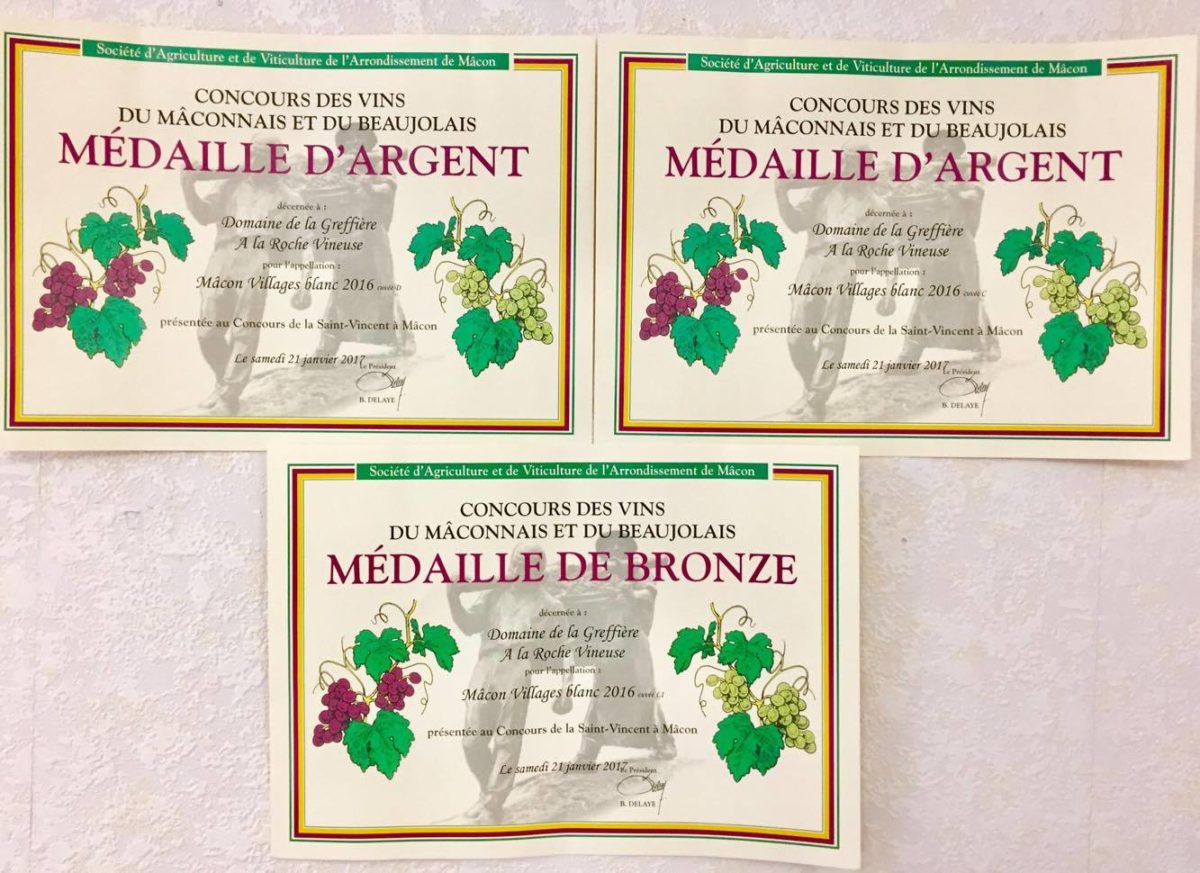 Société d'Agriculture et de Viticulture de l'Arrondissement de Mâcon
CONCOURS DES VINS
DU MÂCONNAIS ET DU BEAUJOLAIS
MÉDAILLE D'ARGENT
décernée à :
Domaine de la Greffière
A la Roche Vineuse
pour l'appellation :
Mâcon Villages blanc 2016 cuvée D
présentée au Concours de la Saint-Vincent à Mâcon
Le samedi 21 janvier 2017
Le Président
B. DELAYE
Société d'Agriculture et de Viticulture de l'Arrondissement de Mâcon
CONCOURS DES VINS
DU MÂCONNAIS ET DU BEAUJOLAIS
MÉDAILLE D'ARGENT
décernée à :
Domaine de la Greffière
A la Roche Vineuse
pour l'appellation :
Mâcon Villages blanc 2016 cuvée C
présentée au Concours de la Saint-Vincent à Mâcon
Le samedi 21 janvier 2017
Le Président
B. DELAYE
Société d'Agriculture et de Viticulture de l'Arrondissement de Mâcon
CONCOURS DES VINS
DU MÂCONNAIS ET DU BEAUJOLAIS
MÉDAILLE DE BRONZE
décernée à :
Domaine de la Greffière
A la Roche Vineuse
pour l'appellation :
Mâcon Villages blanc 2016 cuvée
présentée au Concours de la Saint-Vincent à Mâcon
Le samedi 21 janvier 2017
Le Président
B. DELAYE